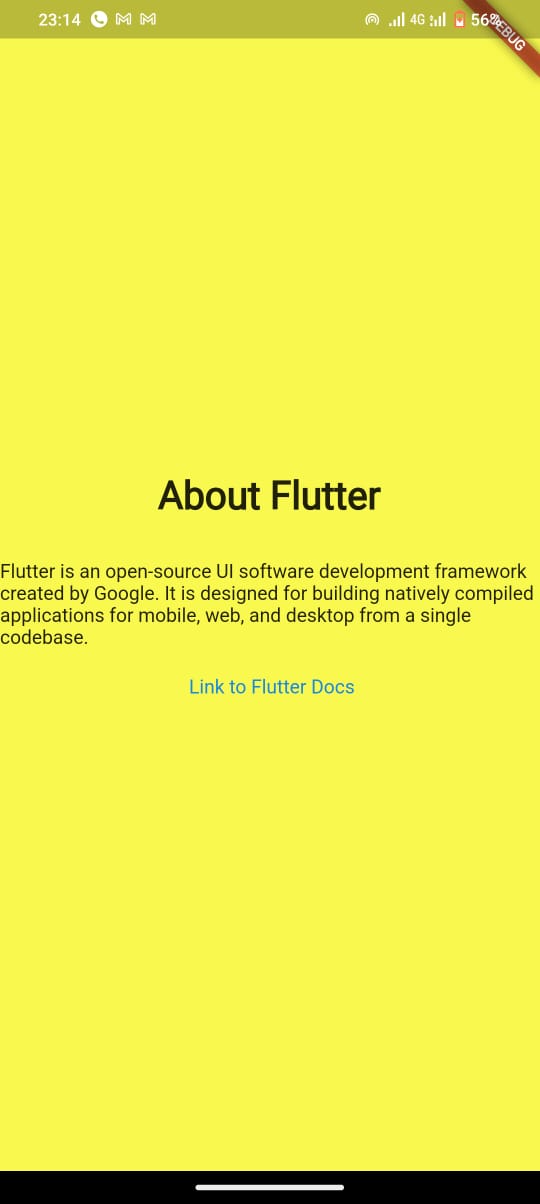 23:14 4G 56%
DEBUG
About Flutter
Flutter is an open-source UI software development framework
created by Google. It is designed for building natively compiled
applications for mobile, web, and desktop from a single
codebase.
Link to Flutter Docs